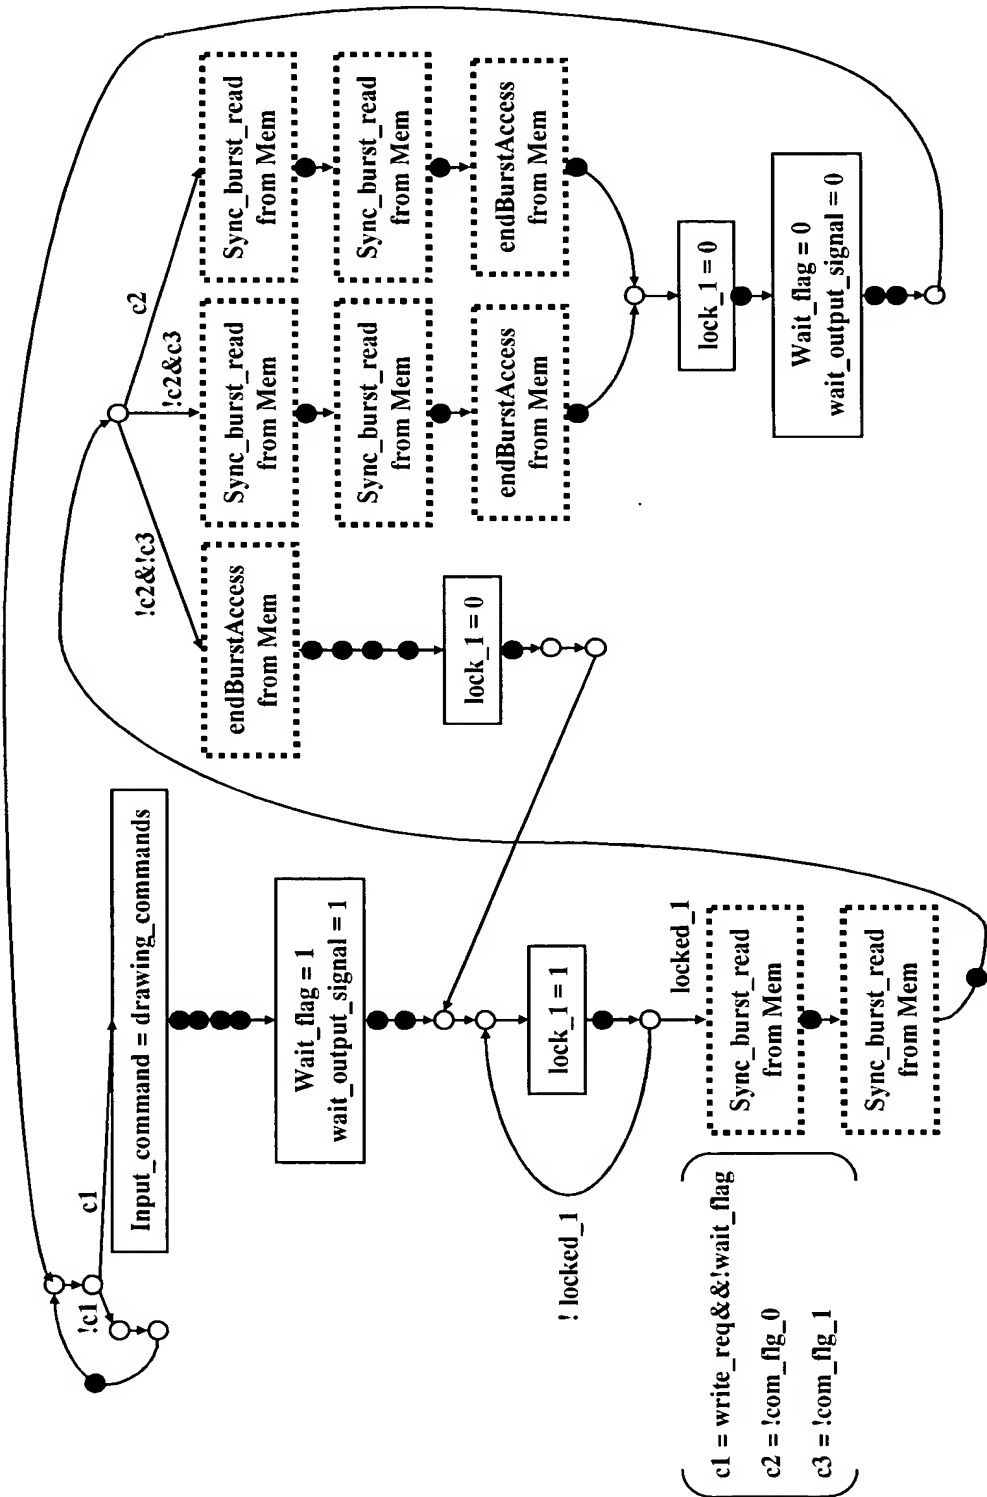 !c1
c1
Input_command = drawing_commands
Wait_flag = 1
wait_output_signal = 1
lock_1 = 1
! locked_1
locked_1
Sync_burst_read
from Mem
Sync_burst_read
from Mem
c1 = write_req&&!wait_flag
c2 = !com_flg_0
c3 = !com_flg_1
!c2&!c3
!c2&c3
c2
endBurstAccess
from Mem
lock_1 = 0
Sync_burst_read
from Mem
Sync_burst_read
from Mem
endBurstAccess
from Mem
Sync_burst_read
from Mem
Sync_burst_read
from Mem
endBurstAccess
from Mem
lock_1 = 0
Wait_flag = 0
wait_output_signal = 0